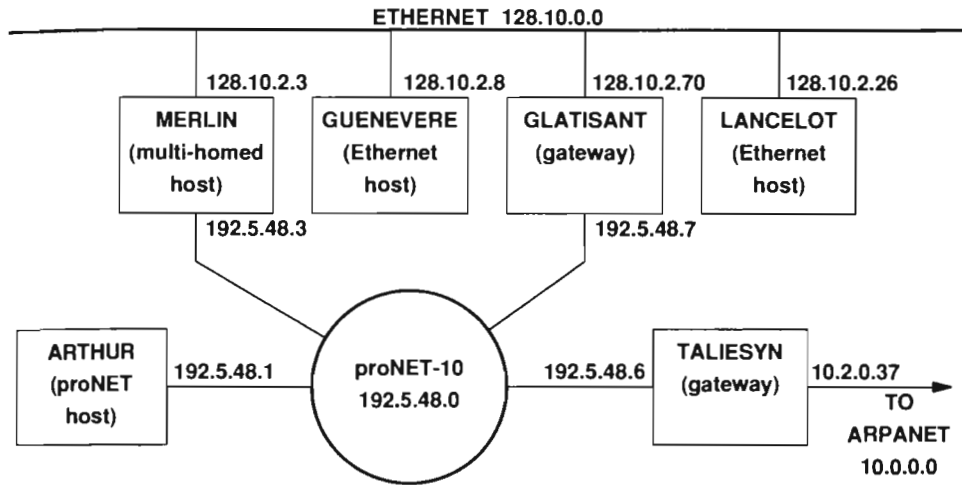 ETHERNET 128.10.0.0
128.10.2.3
128.10.2.8
128.10.2.70
128.10.2.26
MERLIN
(multi-homed
host)
GUENEVERE
(Ethernet
host)
GLATISANT
(gateway)
LANCELOT
(Ethernet
host)
192.5.48.3
192.5.48.7
ARTHUR
(proNET
host)
192.5.48.1
proNET-10
192.5.48.0
192.5.48.6
TALIESYN
(gateway)
10.2.0.37
TO
ARPANET
10.0.0.0